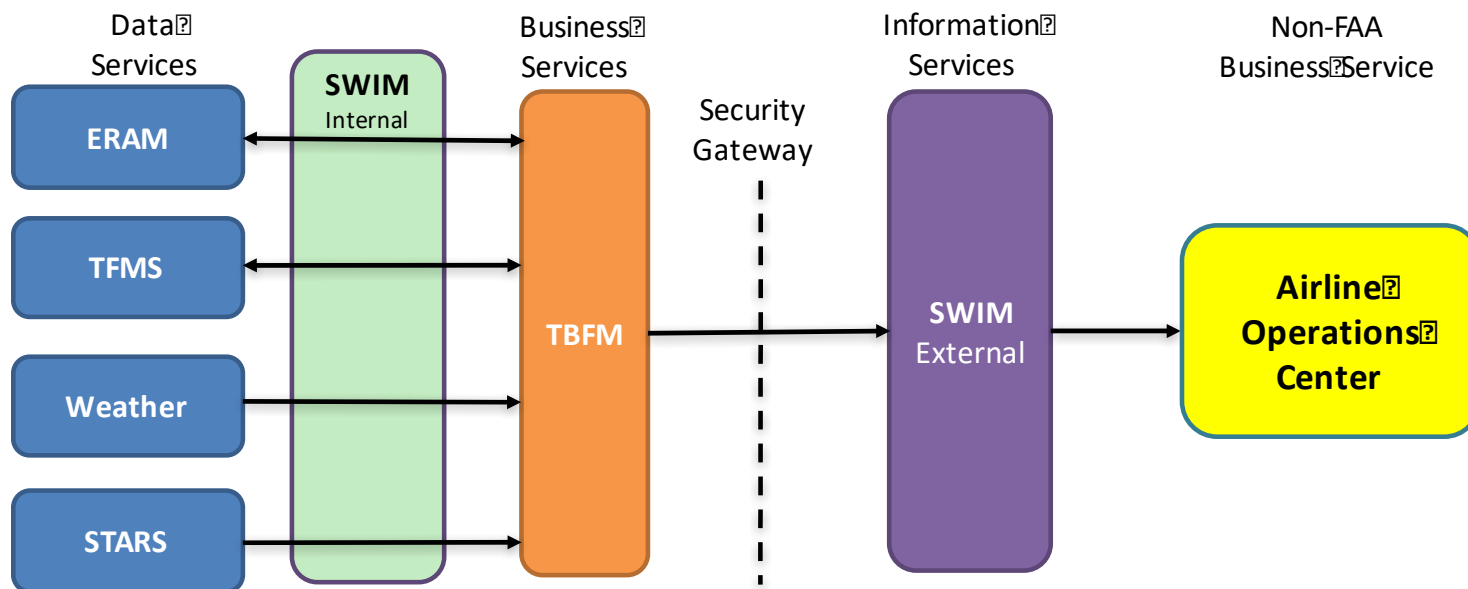 Data�
Services
SWIM
Internal
Business�
Services
Security
Gateway
Information�
Services
Non-FAA
Business�Service
ERAM
TFMS
Weather
STARS
TBFM
SWIM
External
Airline�
Operations�
Center